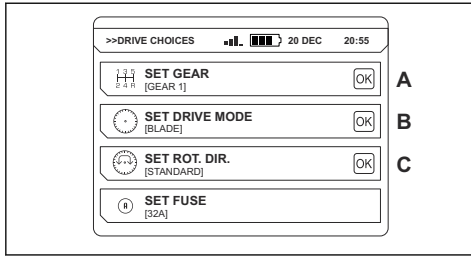 >>DRIVE CHOICES 20 DEC 20:55
1 3 5
2 4 R
SET GEAR
[GEAR 1]
OK
A
SET DRIVE MODE
[BLADE]
OK
B
SET ROT. DIR.
[STANDARD]
OK
C
A
SET FUSE
[32A]